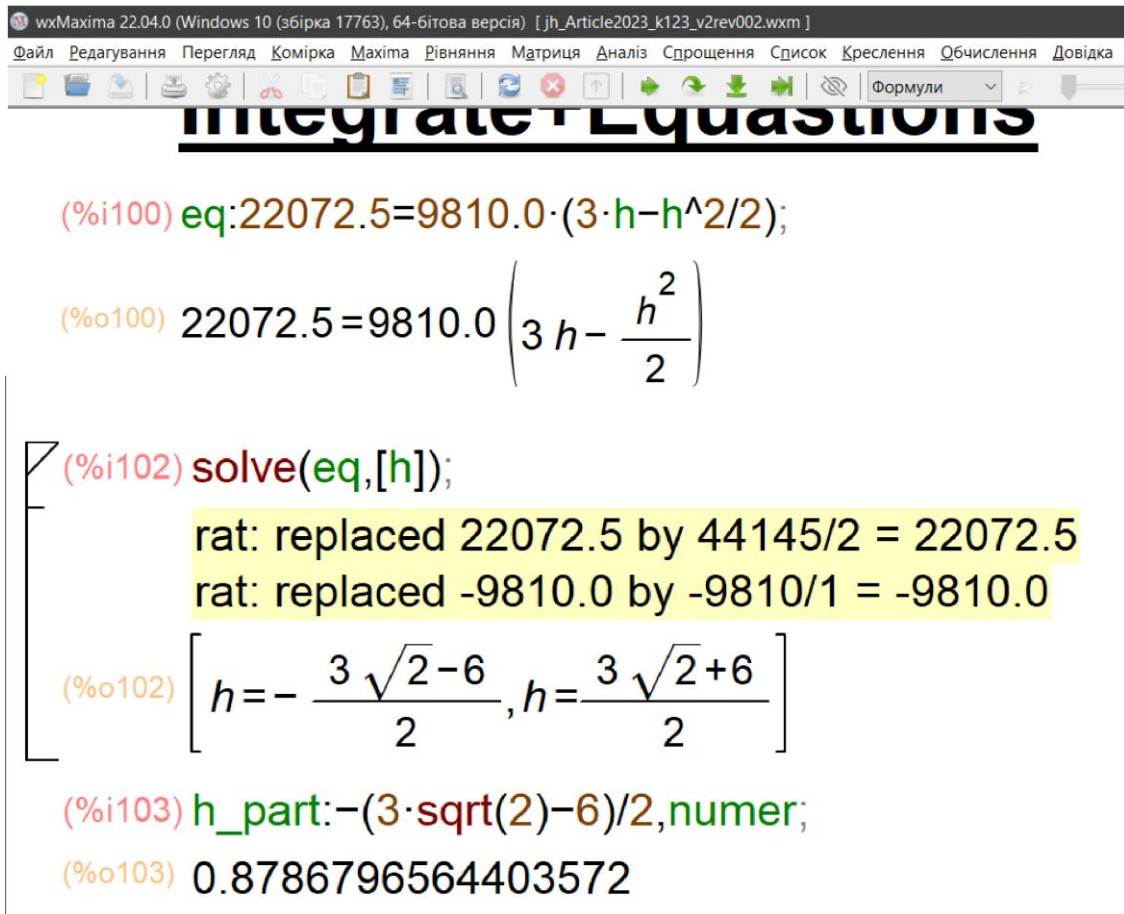 wxMaxima 22.04.0 (Windows 10 (збірка 17763), 64-бітова версія) [ jh_Article2023_k123_v2rev002.wxm ]
Файл Редагування Перегляд Комірка Maxima Рівняння Матриця Аналіз Спрощення Список Креслення Обчислення Довідка
Формули
Integrate+Equastions
(%i100) eq:22072.5=9810.0·(3·h−h^2/2);
(%o100) 22072.5=9810.0 (3 h − h^2/2)
(%i102) solve(eq,[h]);
rat: replaced 22072.5 by 44145/2 = 22072.5
rat: replaced -9810.0 by -9810/1 = -9810.0
(%o102) [h=− (3 √2−6)/2, h= (3 √2+6)/2]
(%i103) h_part:−(3·sqrt(2)−6)/2,numer;
(%o103) 0.8786796564403572